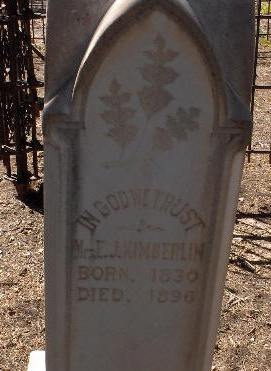 IN GOD WE TRUST
E.J. KIMBERLIN
BORN. 1830
DIED. 1896